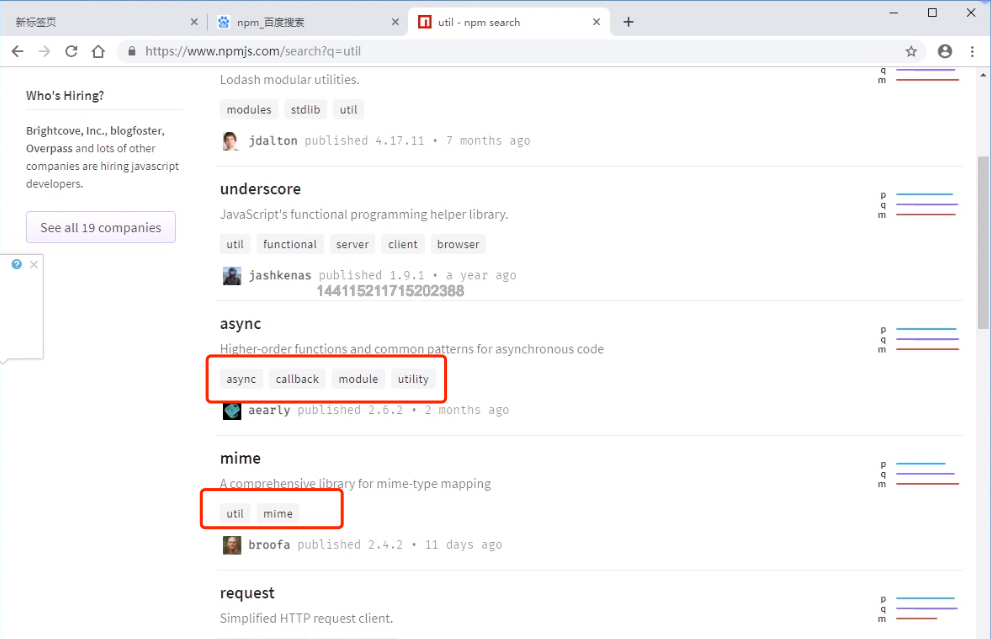 新标签页
npm_百度搜索
util - npm search
https://www.npmjs.com/search?q=util
Who's Hiring?
Brightcove, Inc., blogfoster,
Overpass and lots of other
companies are hiring javascript
developers.
See all 19 companies
Lodash modular utilities.
modules stdlib util
jdalton published 4.17.11 • 7 months ago
q
m
underscore
JavaScript's functional programming helper library.
util functional server client browser
jashkenas published 1.9.1 • a year ago
p
q
m
144115211715202388
async
Higher-order functions and common patterns for asynchronous code
async callback module utility
aearly published 2.6.2 • 2 months ago
p
q
m
mime
A comprehensive library for mime-type mapping
util mime
broofa published 2.4.2 • 11 days ago
p
q
m
request
Simplified HTTP request client.
p
q
m